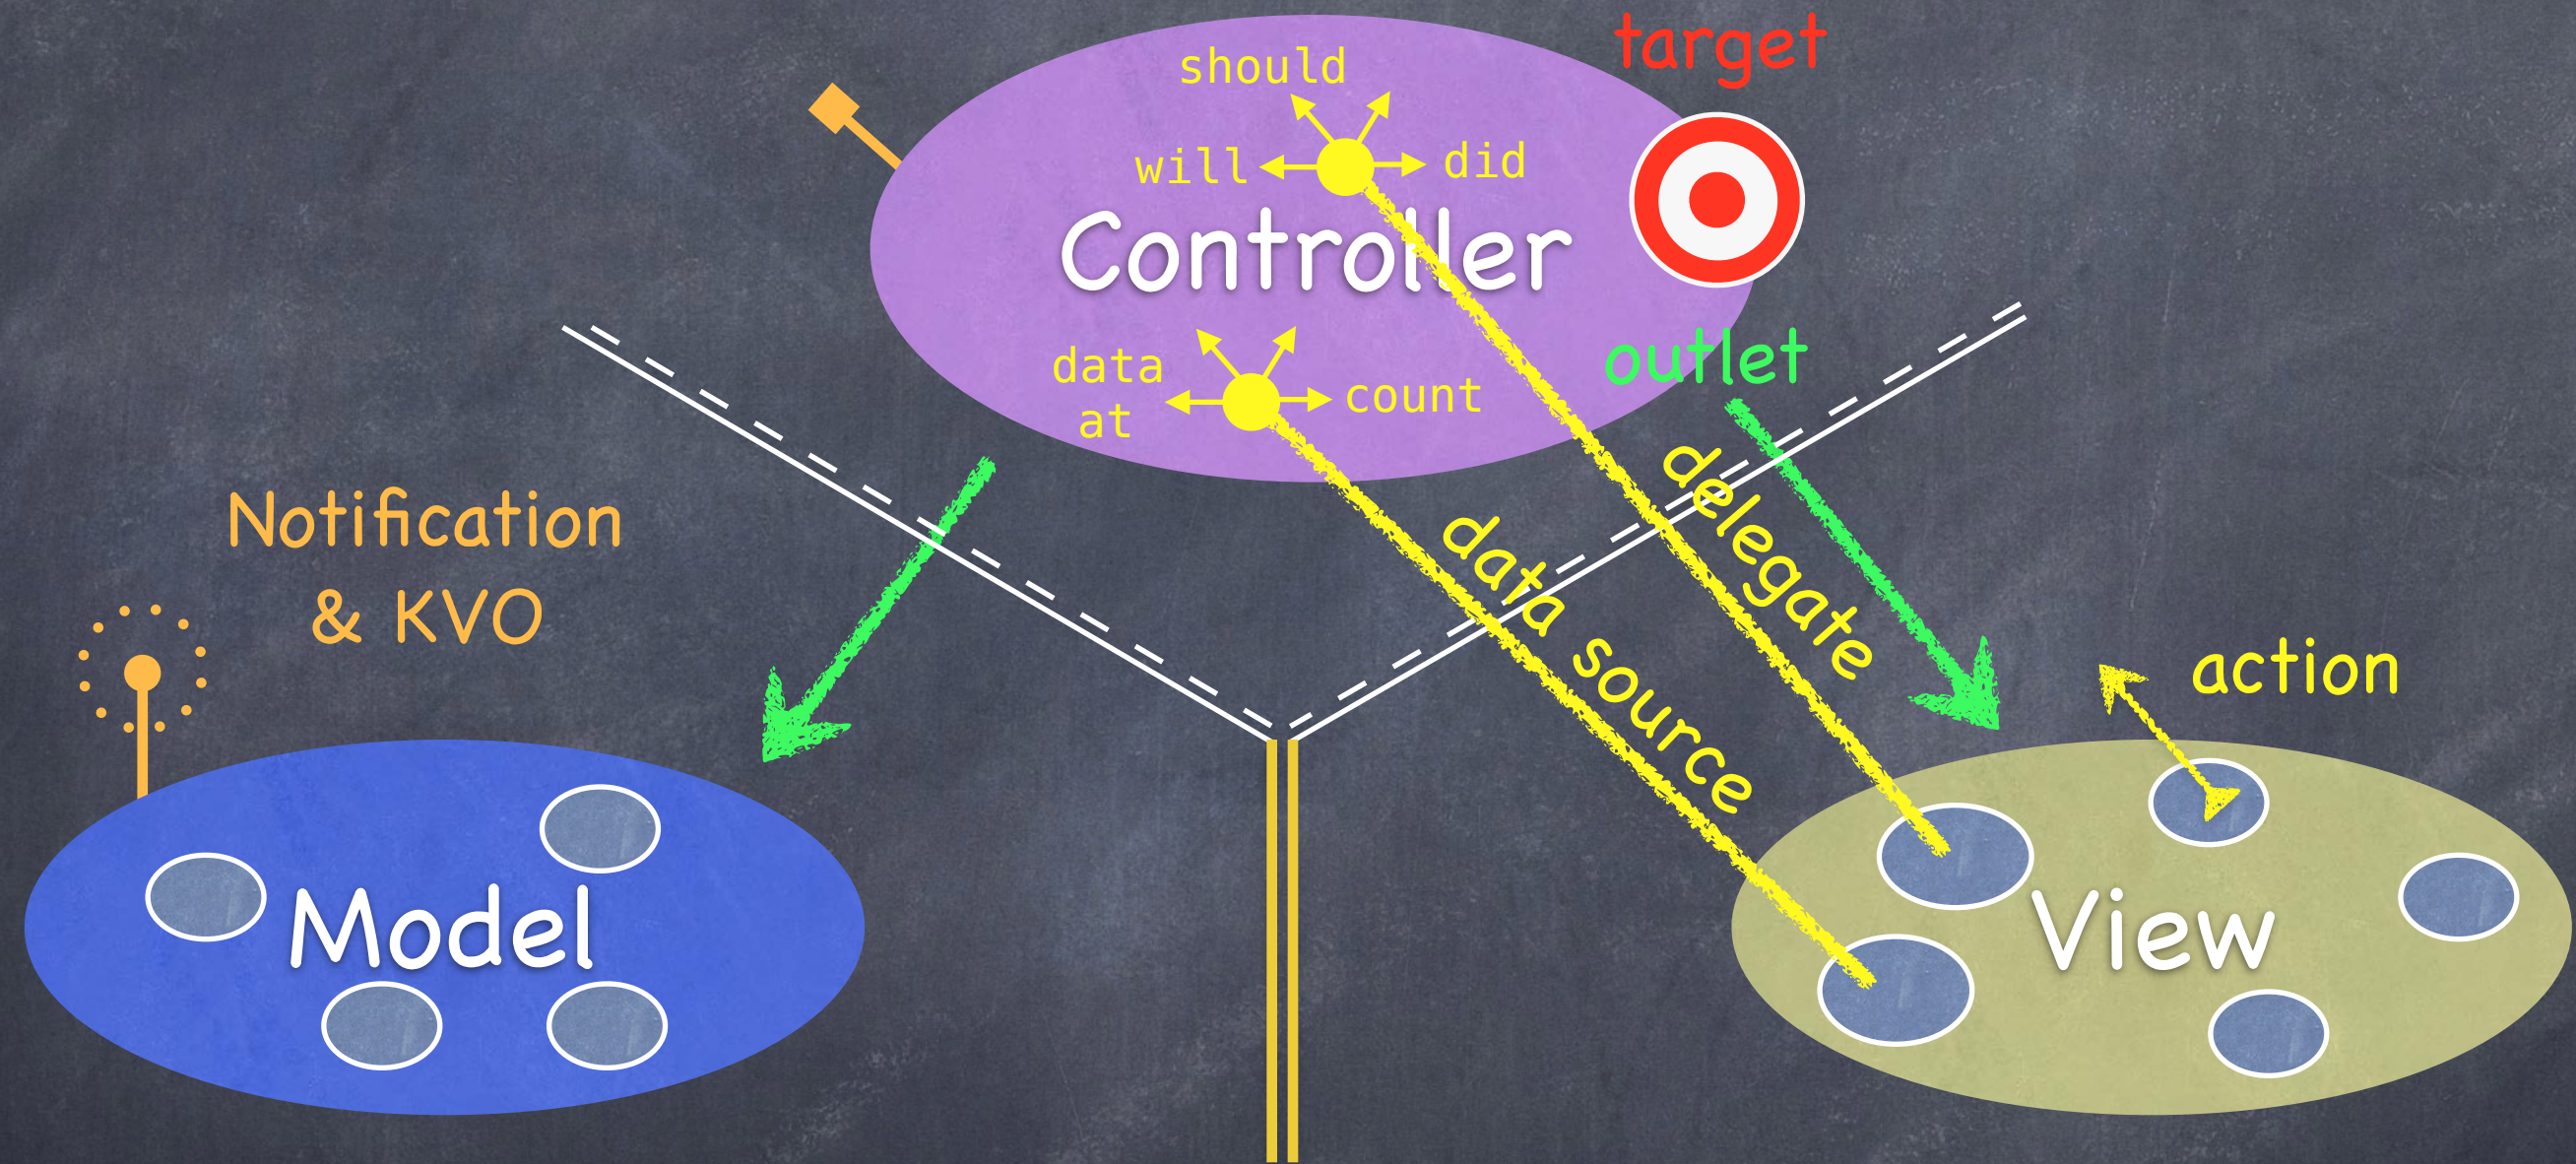 target
should
will
did
Controller
data
at
count
outlet
delegate
data source
Notification
& KVO
action
Model
View